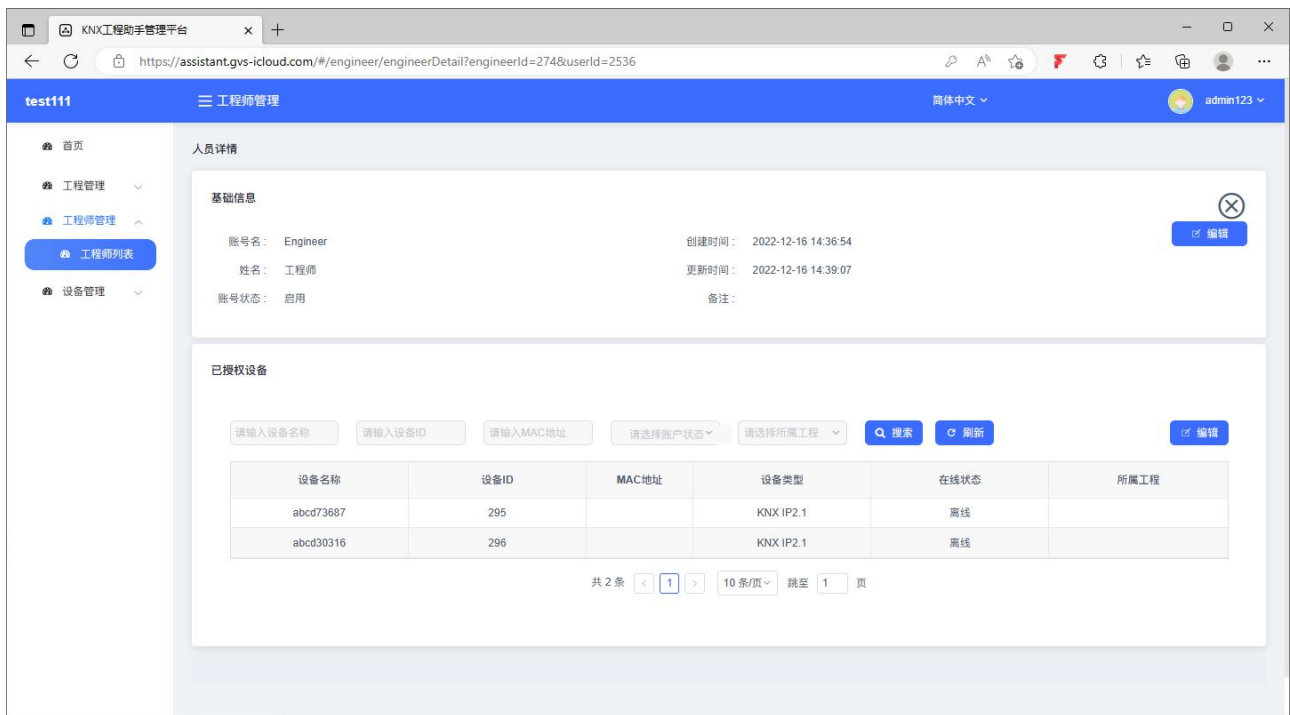 KNX工程助手管理平台
https://assistant.gvs-icloud.com/#/engineer/engineerDetail?engineerId=274&userId=2536
test111 工程师管理 简体中文 admin123
首页
工程管理
工程师管理
工程师列表
设备管理
人员详情
基础信息
编辑
账号名： Engineer 创建时间： 2022-12-16 14:36:54
姓名： 工程师 更新时间： 2022-12-16 14:39:07
账号状态： 启用 备注：
已授权设备
请输入设备名称 请输入设备ID 请输入MAC地址 请选择账户状态 请选择所属工程 搜索 刷新 编辑
设备名称 设备ID MAC地址 设备类型 在线状态 所属工程
abcd73687 295 KNX IP2.1 离线
abcd30316 296 KNX IP2.1 离线
共 2 条 < 1 > 10 条/页 跳至 1 页